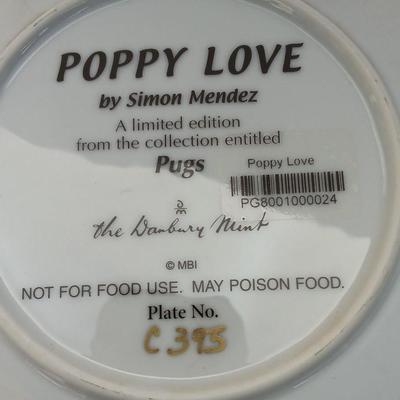 POPPY LOVE
by Simon Mendez
A limited edition
from the collection entitled
Pugs
Poppy Love
PG8001000024
dm
the Danbury Mint
© MBI
NOT FOR FOOD USE. MAY POISON FOOD.
Plate No.
C 395